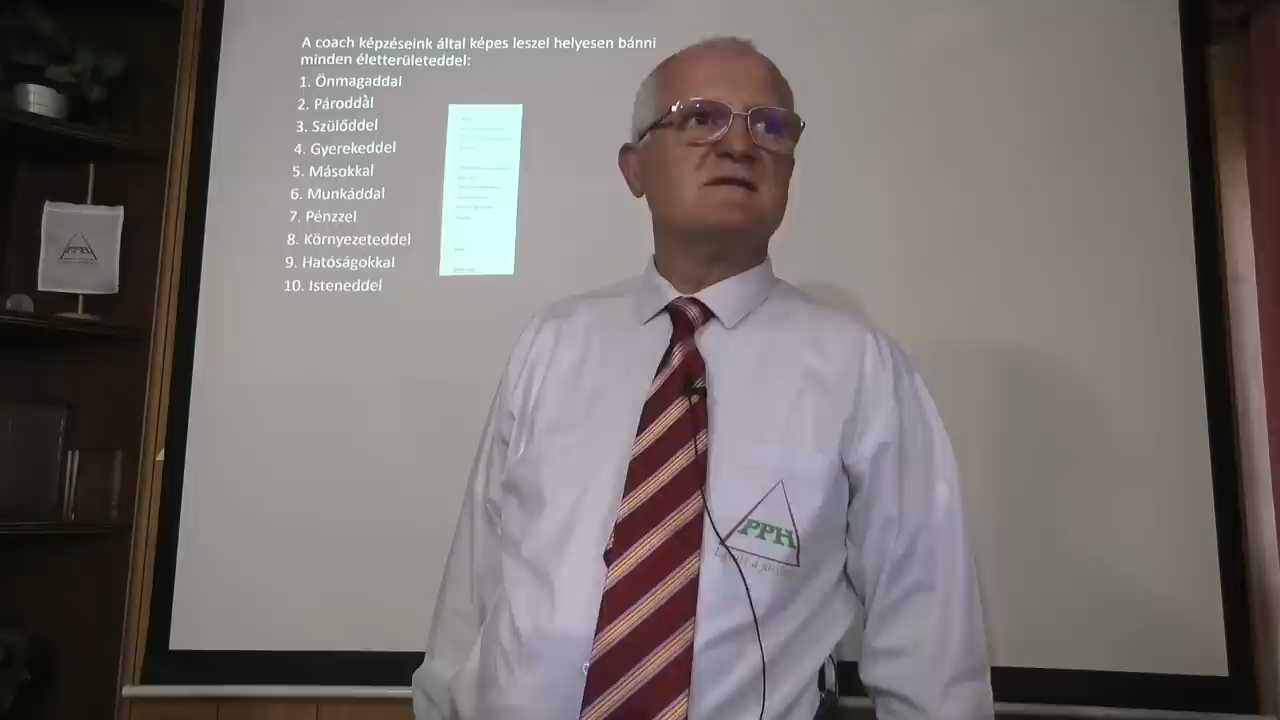 A coach képzéseink által képes leszel helyesen bánni
minden életterületeddel:
1. Önmagaddal
2. Pároddal
3. Szülőddel
4. Gyerekeddel
5. Másokkal
6. Munkáddal
7. Pénzzel
8. Környezeteddel
9. Hatóságokkal
10. Isteneddel
PPH
PPH